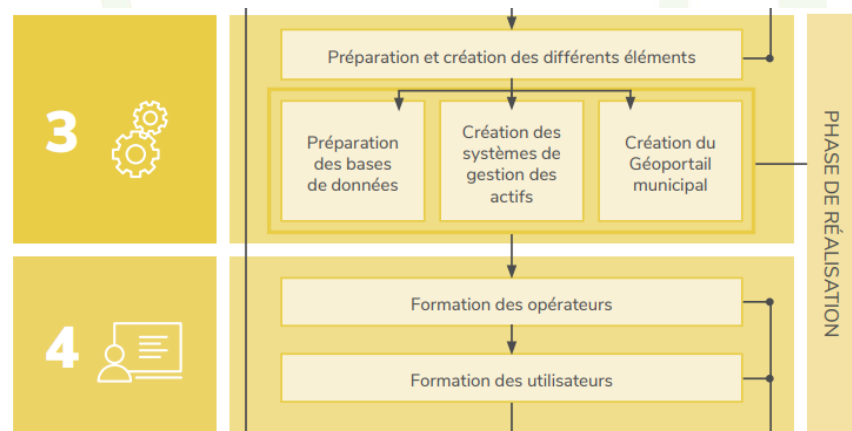 3
Préparation et création des différents éléments
Préparation
des bases
de données
Création des
systèmes de
gestion des
actifs
Création du
Géoportail
municipal
PHASE DE RÉALISATION
4
Formation des opérateurs
Formation des utilisateurs